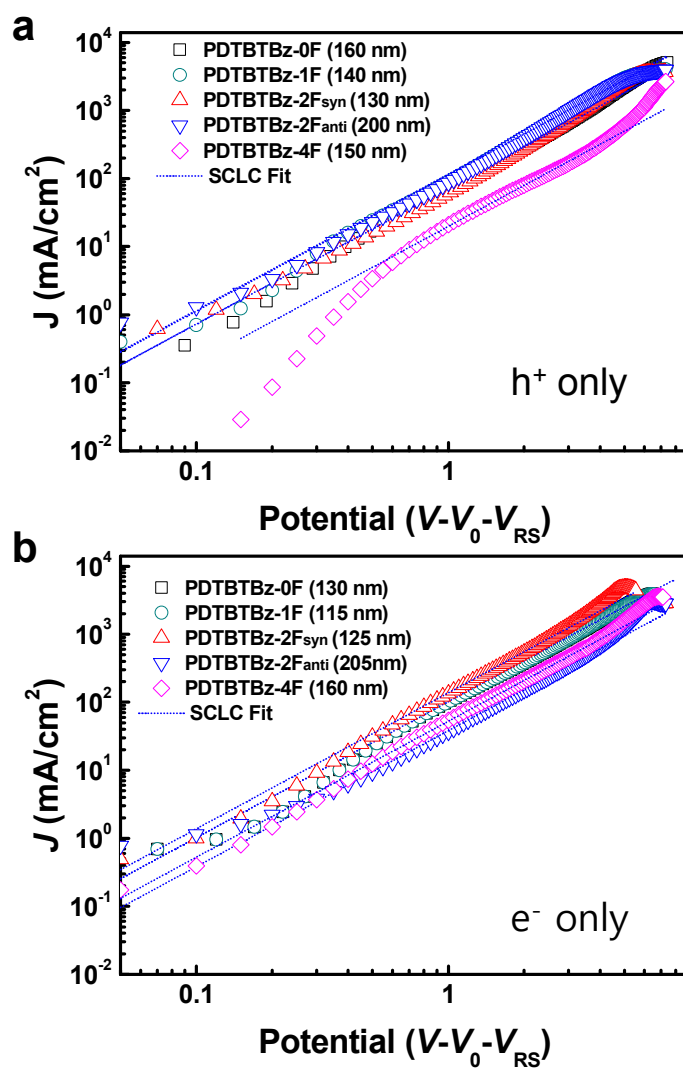 a
10⁴
10³
10²
10¹
10⁰
10⁻¹
10⁻²
J (mA/cm²)
PDTBTBz-0F (160 nm)
PDTBTBz-1F (140 nm)
PDTBTBz-2Fsyn (130 nm)
PDTBTBz-2Fanti (200 nm)
PDTBTBz-4F (150 nm)
SCLC Fit
h⁺ only
0.1 1
Potential (V-V₀-V_RS)
b
10⁴
10³
10²
10¹
10⁰
10⁻¹
10⁻²
J (mA/cm²)
PDTBTBz-0F (130 nm)
PDTBTBz-1F (115 nm)
PDTBTBz-2Fsyn (125 nm)
PDTBTBz-2Fanti (205nm)
PDTBTBz-4F (160 nm)
SCLC Fit
e⁻ only
0.1 1
Potential (V-V₀-V_RS)